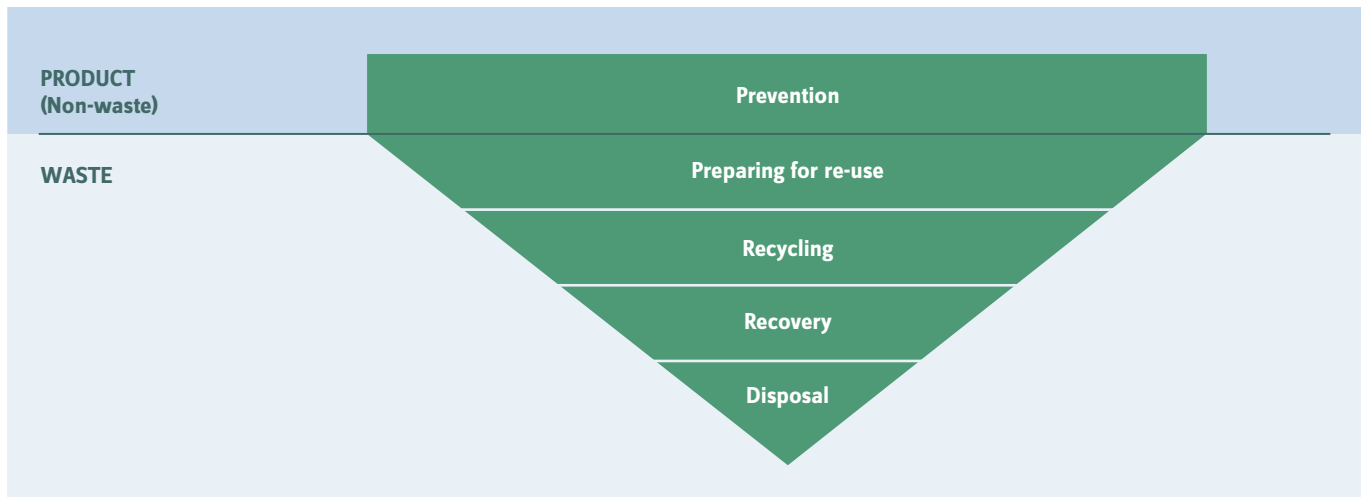 PRODUCT
(Non-waste)
Prevention
WASTE
Preparing for re-use
Recycling
Recovery
Disposal